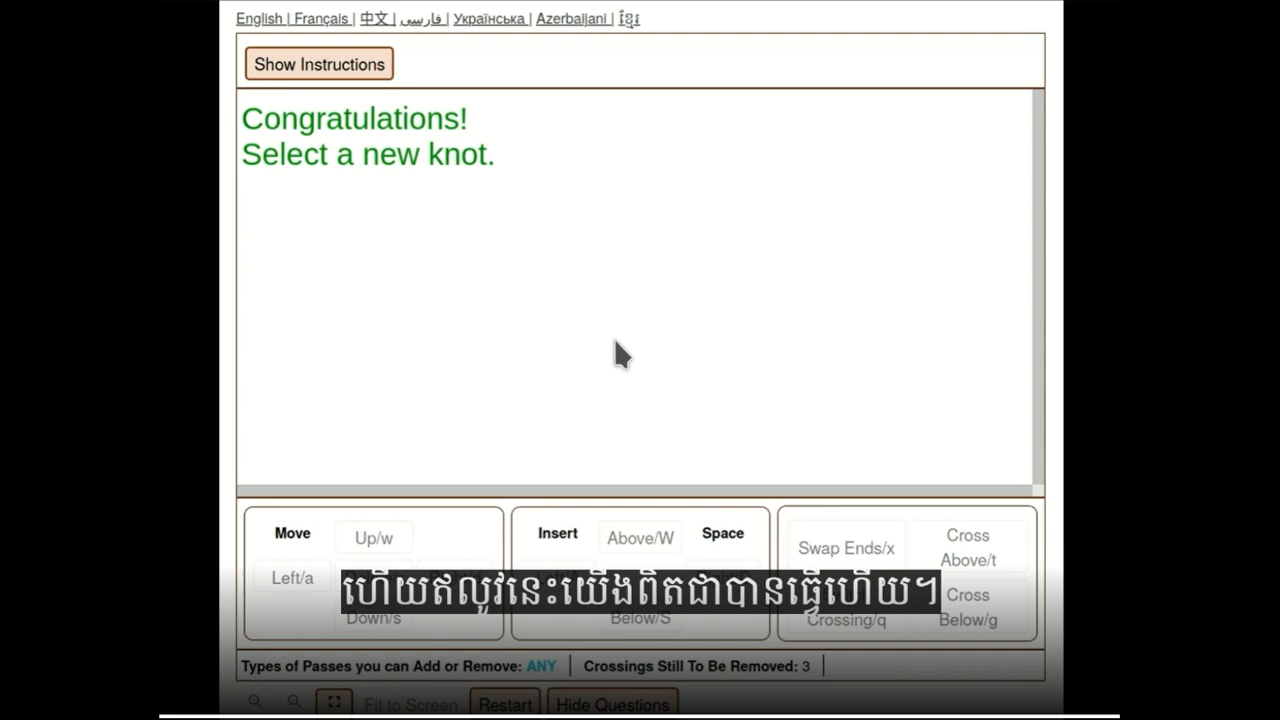 English | Français | 中文 | فارسی | Українська | Azerbaijani | ខ្មែរ
Show Instructions
Congratulations!
Select a new knot.
Move
Up/w
Left/a
Down/s
Insert
Above/W
Space
Below/S
Swap Ends/x
Cross Above/t
Crossing/q
Cross Below/g
ហើយឥលូវនេះយើងពិតជាបានធ្វើហើយ។
Types of Passes you can Add or Remove: ANY | Crossings Still To Be Removed: 3 |
Fit to Screen
Restart
Hide Questions